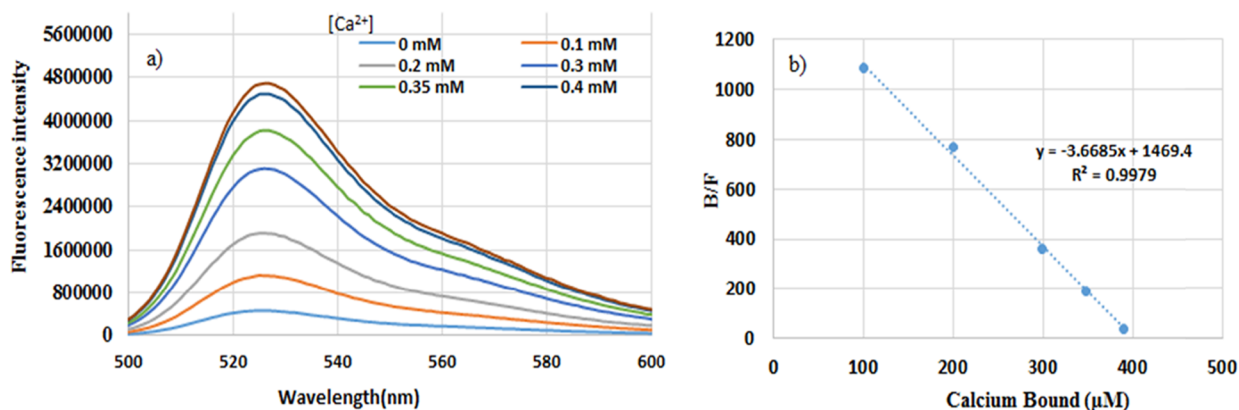 a)
[Ca²⁺]
0 mM 0.1 mM
0.2 mM 0.3 mM
0.35 mM 0.4 mM
5600000
4800000
4000000
3200000
2400000
1600000
800000
0
500 520 540 560 580 600
Fluorescence intensity
Wavelength(nm)
b)
1200
1000
800
600
400
200
0
0 100 200 300 400 500
B/F
y = -3.6685x + 1469.4
R² = 0.9979
Calcium Bound (µM)